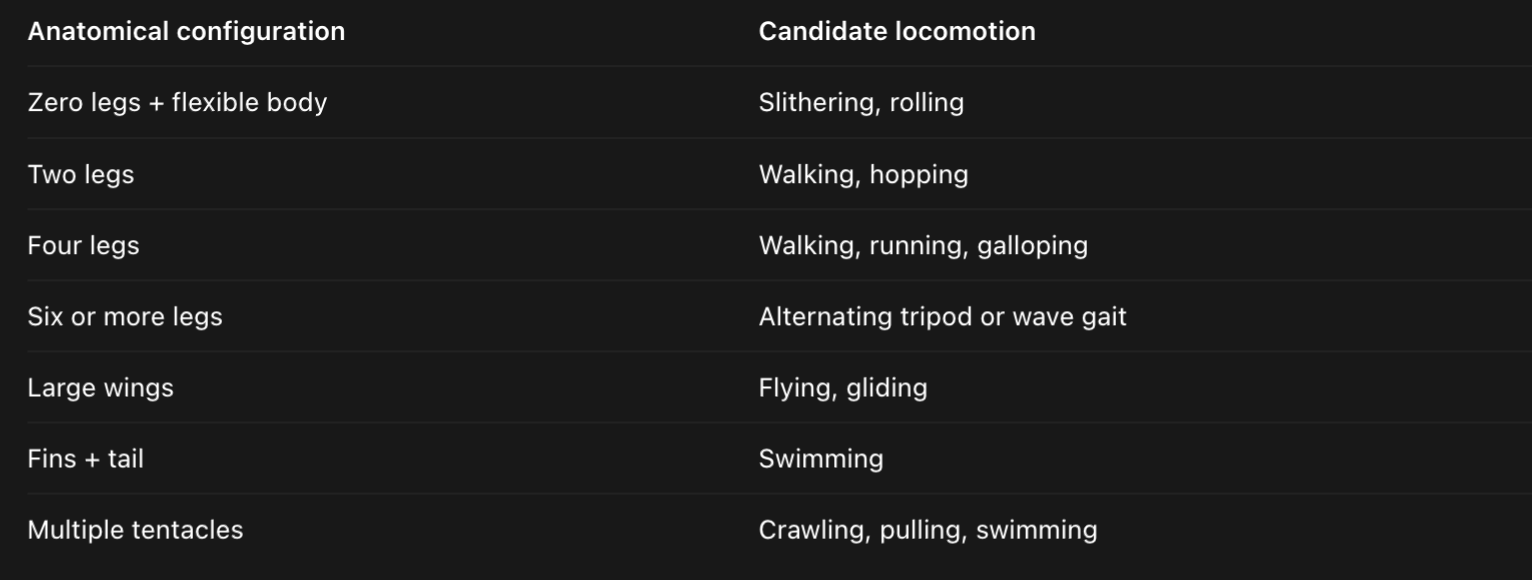 Anatomical configuration Candidate locomotion
Zero legs + flexible body Slithering, rolling
Two legs Walking, hopping
Four legs Walking, running, galloping
Six or more legs Alternating tripod or wave gait
Large wings Flying, gliding
Fins + tail Swimming
Multiple tentacles Crawling, pulling, swimming